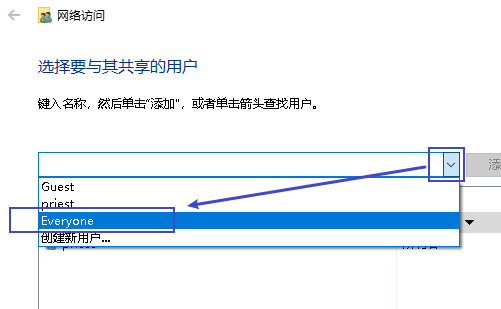 网络访问
选择要与其共享的用户
键入名称，然后单击“添加”，或者单击箭头查找用户。
添
Guest
priest
Everyone
创建新用户...